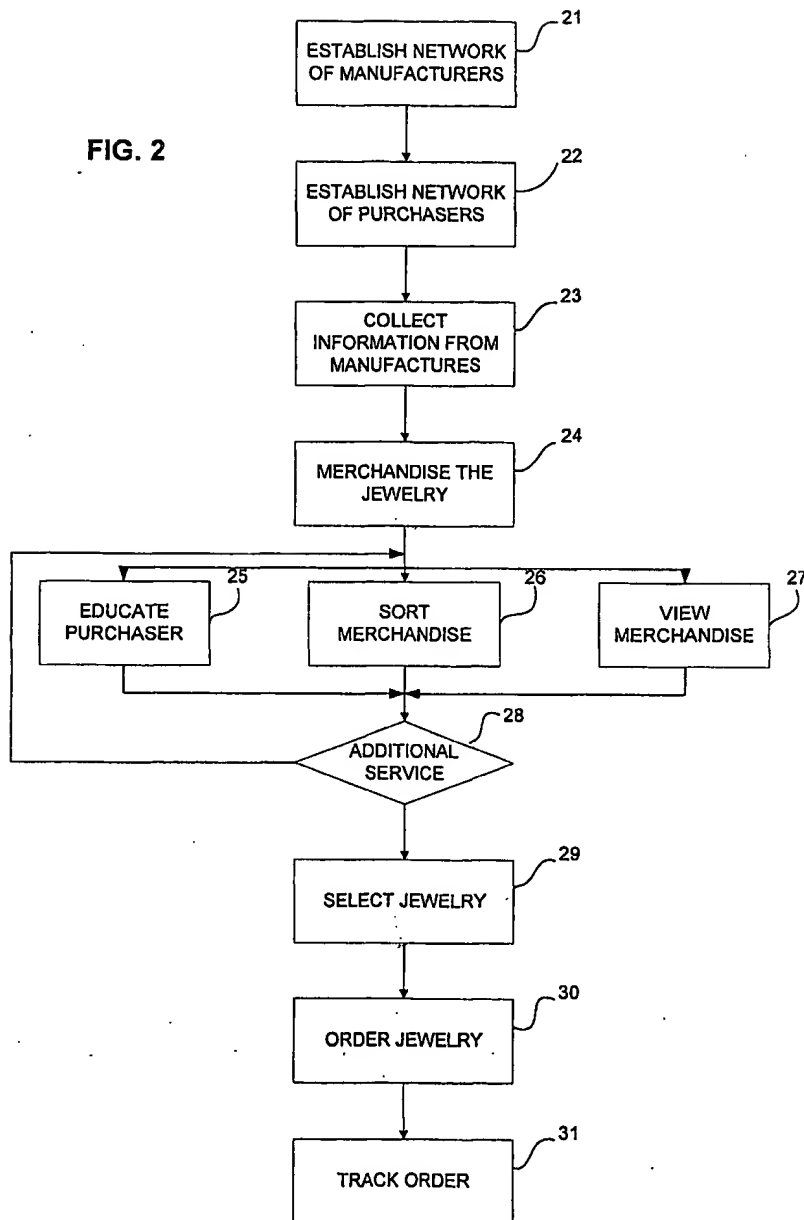 21
ESTABLISH NETWORK
OF MANUFACTURERS
FIG. 2
22
ESTABLISH NETWORK
OF PURCHASERS
23
COLLECT
INFORMATION FROM
MANUFACTURES
24
MERCHANDISE THE
JEWELRY
25
EDUCATE
PURCHASER
26
SORT
MERCHANDISE
27
VIEW
MERCHANDISE
28
ADDITIONAL
SERVICE
29
SELECT JEWELRY
30
ORDER JEWELRY
31
TRACK ORDER